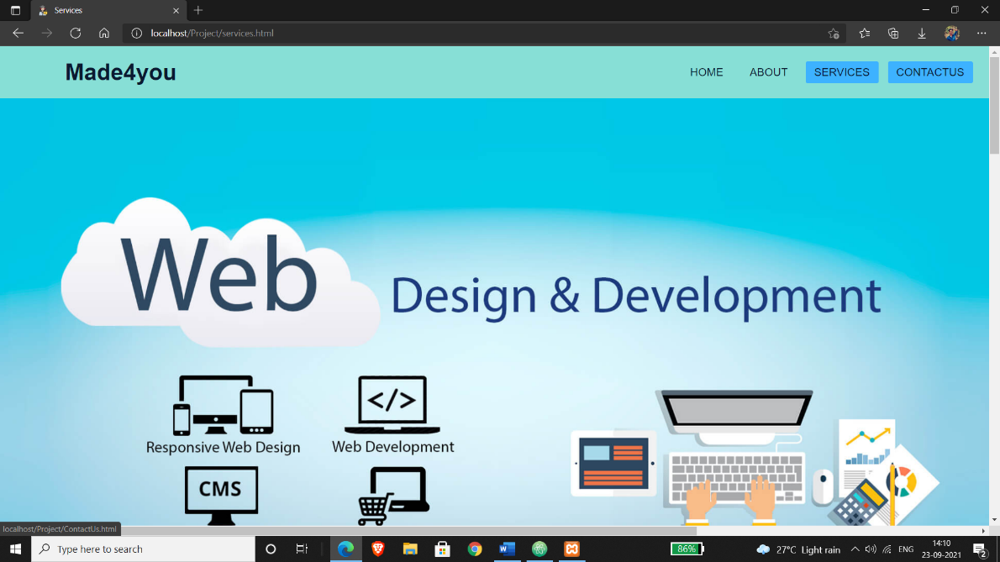 Services
localhost/Project/services.html
Made4you
HOME ABOUT SERVICES CONTACTUS
Web
Design & Development
</>
Responsive Web Design Web Development
CMS
localhost/Project/ContactUs.html
Type here to search
W
86%
27°C Light rain
ENG
14:10
23-09-2021
2